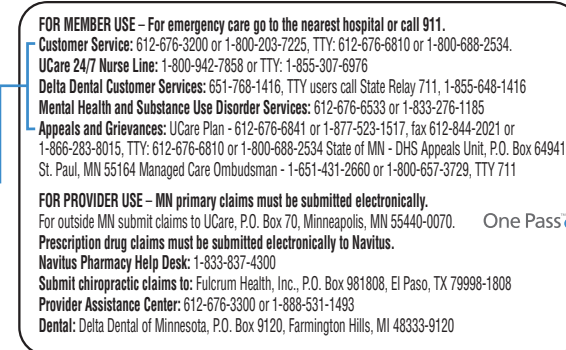 FOR MEMBER USE – For emergency care go to the nearest hospital or call 911.
Customer Service: 612-676-3200 or 1-800-203-7225, TTY: 612-676-6810 or 1-800-688-2534.
UCare 24/7 Nurse Line: 1-800-942-7858 or TTY: 1-855-307-6976
Delta Dental Customer Services: 651-768-1416, TTY users call State Relay 711, 1-855-648-1416
Mental Health and Substance Use Disorder Services: 612-676-6533 or 1-833-276-1185
Appeals and Grievances: UCare Plan - 612-676-6841 or 1-877-523-1517, fax 612-844-2021 or
1-866-283-8015, TTY: 612-676-6810 or 1-800-688-2534 State of MN - DHS Appeals Unit, P.O. Box 64941
St. Paul, MN 55164 Managed Care Ombudsman - 1-651-431-2660 or 1-800-657-3729, TTY 711
FOR PROVIDER USE – MN primary claims must be submitted electronically.
For outside MN submit claims to UCare, P.O. Box 70, Minneapolis, MN 55440-0070.
One Pass
Prescription drug claims must be submitted electronically to Navitus.
Navitus Pharmacy Help Desk: 1-833-837-4300
Submit chiropractic claims to: Fulcrum Health, Inc., P.O. Box 981808, El Paso, TX 79998-1808
Provider Assistance Center: 612-676-3300 or 1-888-531-1493
Dental: Delta Dental of Minnesota, P.O. Box 9120, Farmington Hills, MI 48333-9120